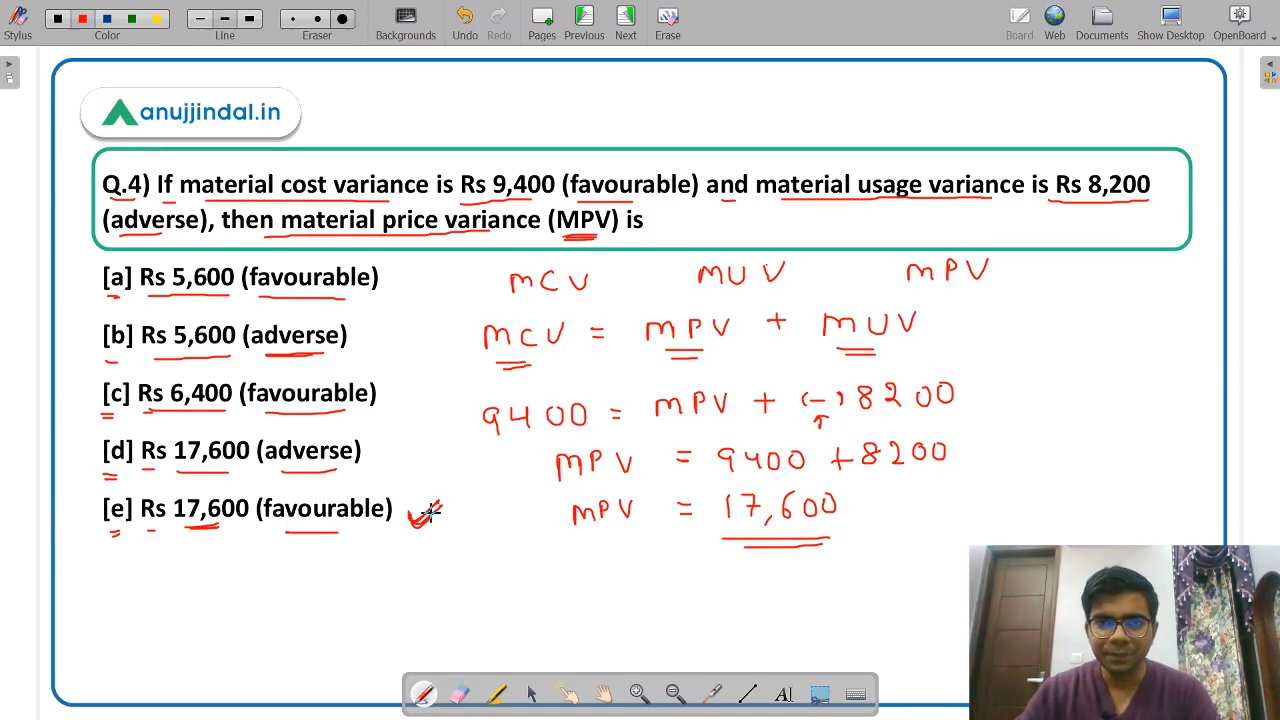 Stylus
Color
Line
Eraser
Backgrounds
Undo
Redo
Pages
Previous
Next
Erase
Board
Web
Documents
Show Desktop
OpenBoard
anujjindal.in
Q.4) If material cost variance is Rs 9,400 (favourable) and material usage variance is Rs 8,200
(adverse), then material price variance (MPV) is
[a] Rs 5,600 (favourable)
[b] Rs 5,600 (adverse)
[c] Rs 6,400 (favourable)
[d] Rs 17,600 (adverse)
[e] Rs 17,600 (favourable)
MCV MUV MPV
MCV = MPV + MUV
9400 = MPV + (-) 8200
MPV = 9400 + 8200
MPV = 17,600